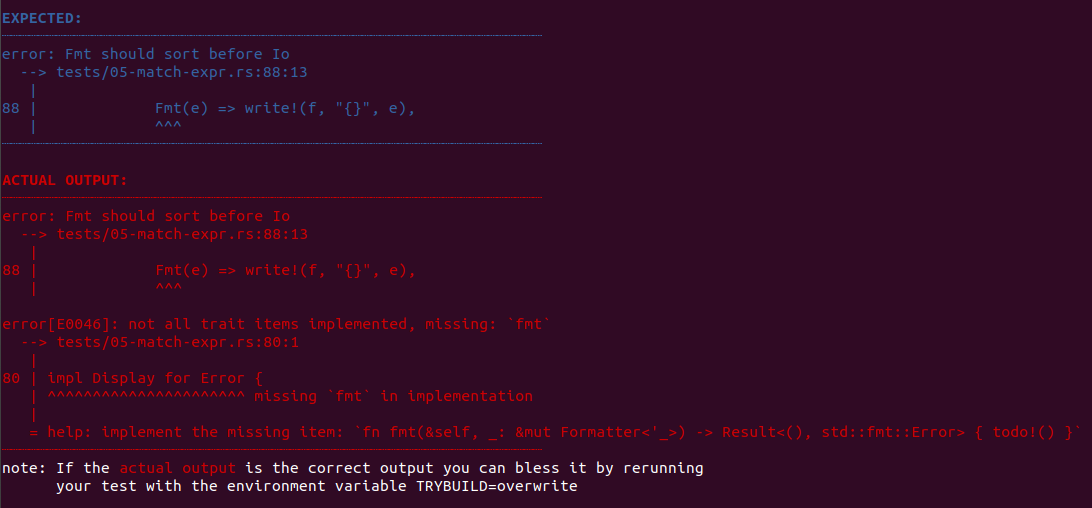 EXPECTED:
error: Fmt should sort before Io
  --> tests/05-match-expr.rs:88:13
   |
88 |             Fmt(e) => write!(f, "{}", e),
   |             ^^^
ACTUAL OUTPUT:
error: Fmt should sort before Io
  --> tests/05-match-expr.rs:88:13
   |
88 |             Fmt(e) => write!(f, "{}", e),
   |             ^^^
error[E0046]: not all trait items implemented, missing: `fmt`
  --> tests/05-match-expr.rs:80:1
   |
80 | impl Display for Error {
   | ^^^^^^^^^^^^^^^^^^^^^^ missing `fmt` in implementation
   |
   = help: implement the missing item: `fn fmt(&self, _: &mut Formatter<'_>) -> Result<(), std::fmt::Error> { todo!() }`
note: If the actual output is the correct output you can bless it by rerunning
      your test with the environment variable TRYBUILD=overwrite